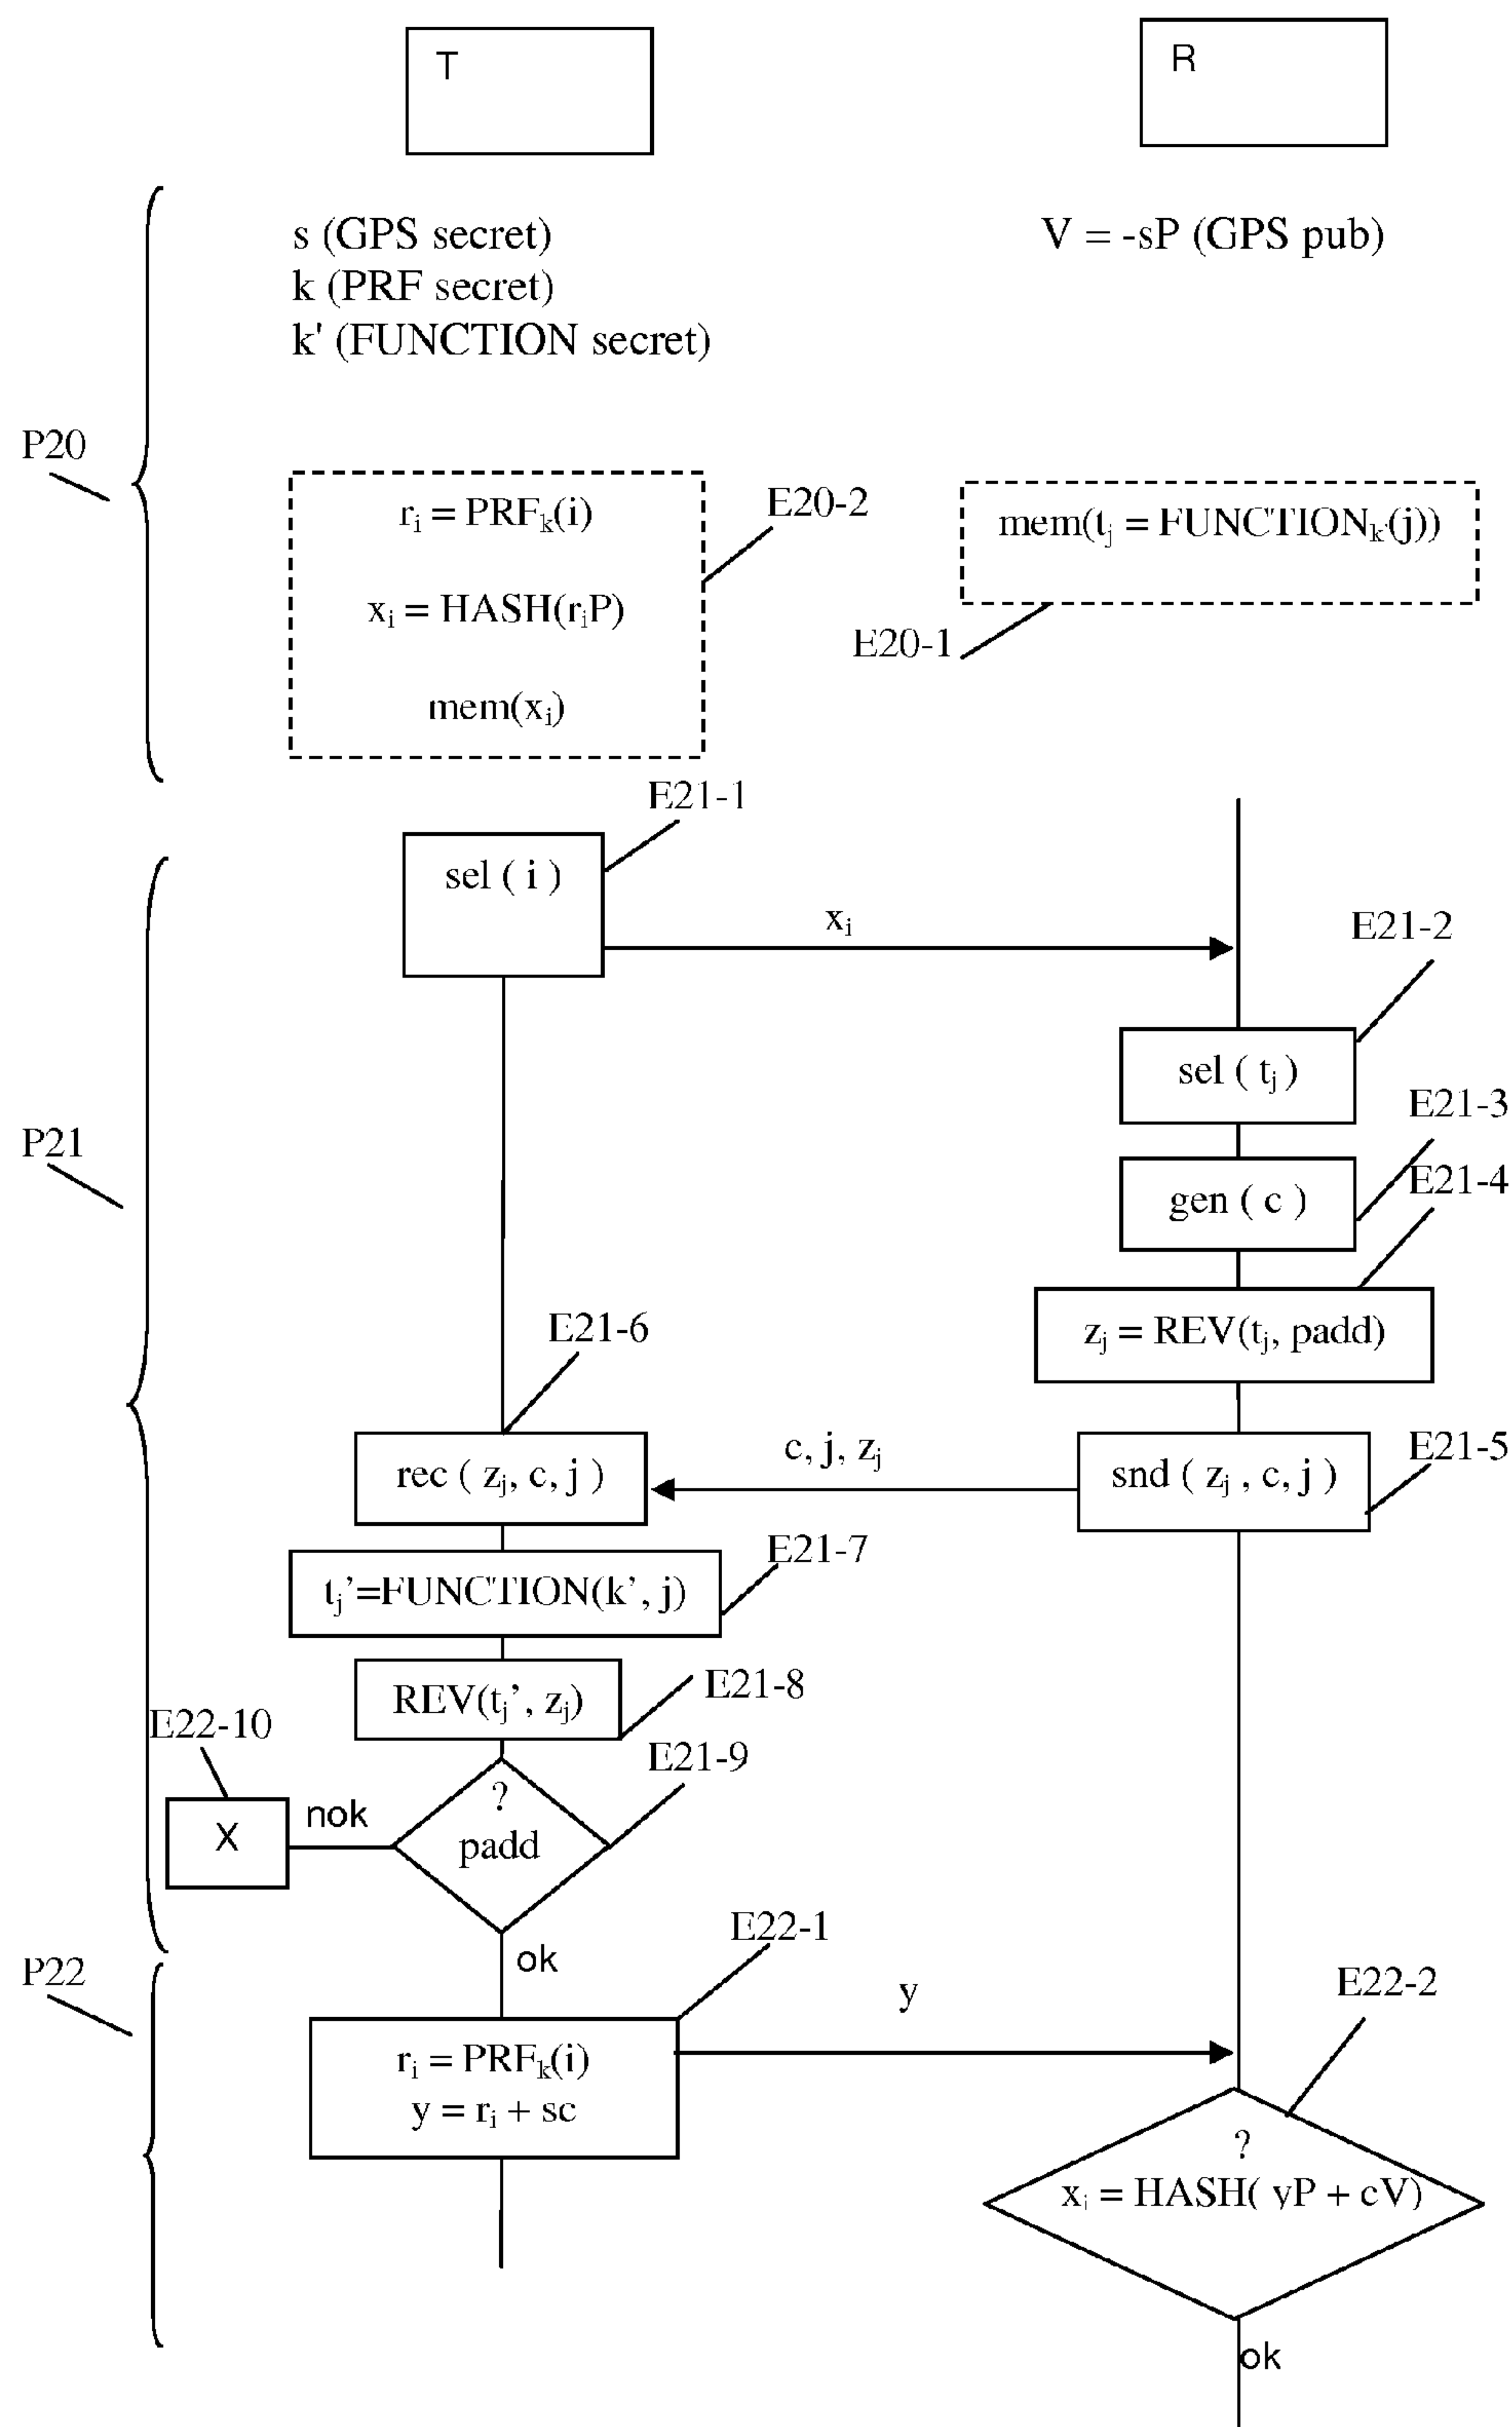 T
R
s (GPS secret)
V = -sP (GPS pub)
k (PRF secret)
k' (FUNCTION secret)
P20
rᵢ = PRFₖ(i)
E20-2
mem(tⱼ = FUNCTIONₖ'(j))
xᵢ = HASH(rᵢP)
E20-1
mem(xᵢ)
E21-1
sel ( i )
xᵢ
E21-2
sel ( tⱼ )
E21-3
P21
E21-4
gen ( c )
E21-6
zⱼ = REV(tⱼ, padd)
c, j, zⱼ
E21-5
rec ( zⱼ, c, j )
snd ( zⱼ , c, j )
E21-7
tⱼ’=FUNCTION(k’, j)
E21-8
REV(tⱼ’, zⱼ)
E22-10
E21-9
?
nok
X
padd
E22-1
ok
P22
E22-2
y
rᵢ = PRFₖ(i)
y = rᵢ + sc
?
xᵢ = HASH( yP + cV)
ok